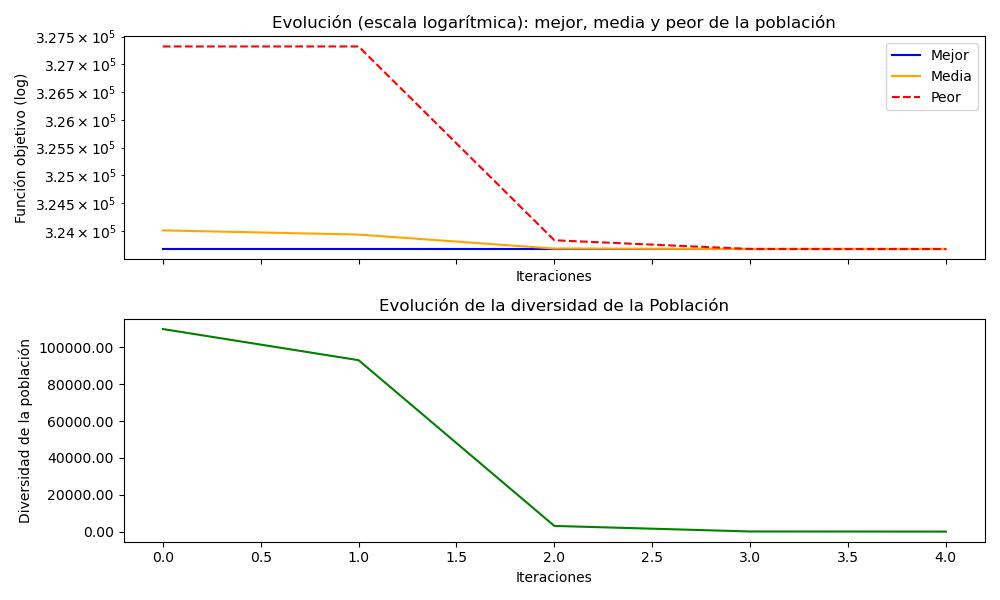 Evolución (escala logarítmica): mejor, media y peor de la población
Función objetivo (log)
3.275 × 10⁵
3.27 × 10⁵
3.265 × 10⁵
3.26 × 10⁵
3.255 × 10⁵
3.25 × 10⁵
3.245 × 10⁵
3.24 × 10⁵
Mejor
Media
Peor
Iteraciones
Evolución de la diversidad de la Población
Diversidad de la población
100000.00
80000.00
60000.00
40000.00
20000.00
0.00
0.0 0.5 1.0 1.5 2.0 2.5 3.0 3.5 4.0
Iteraciones